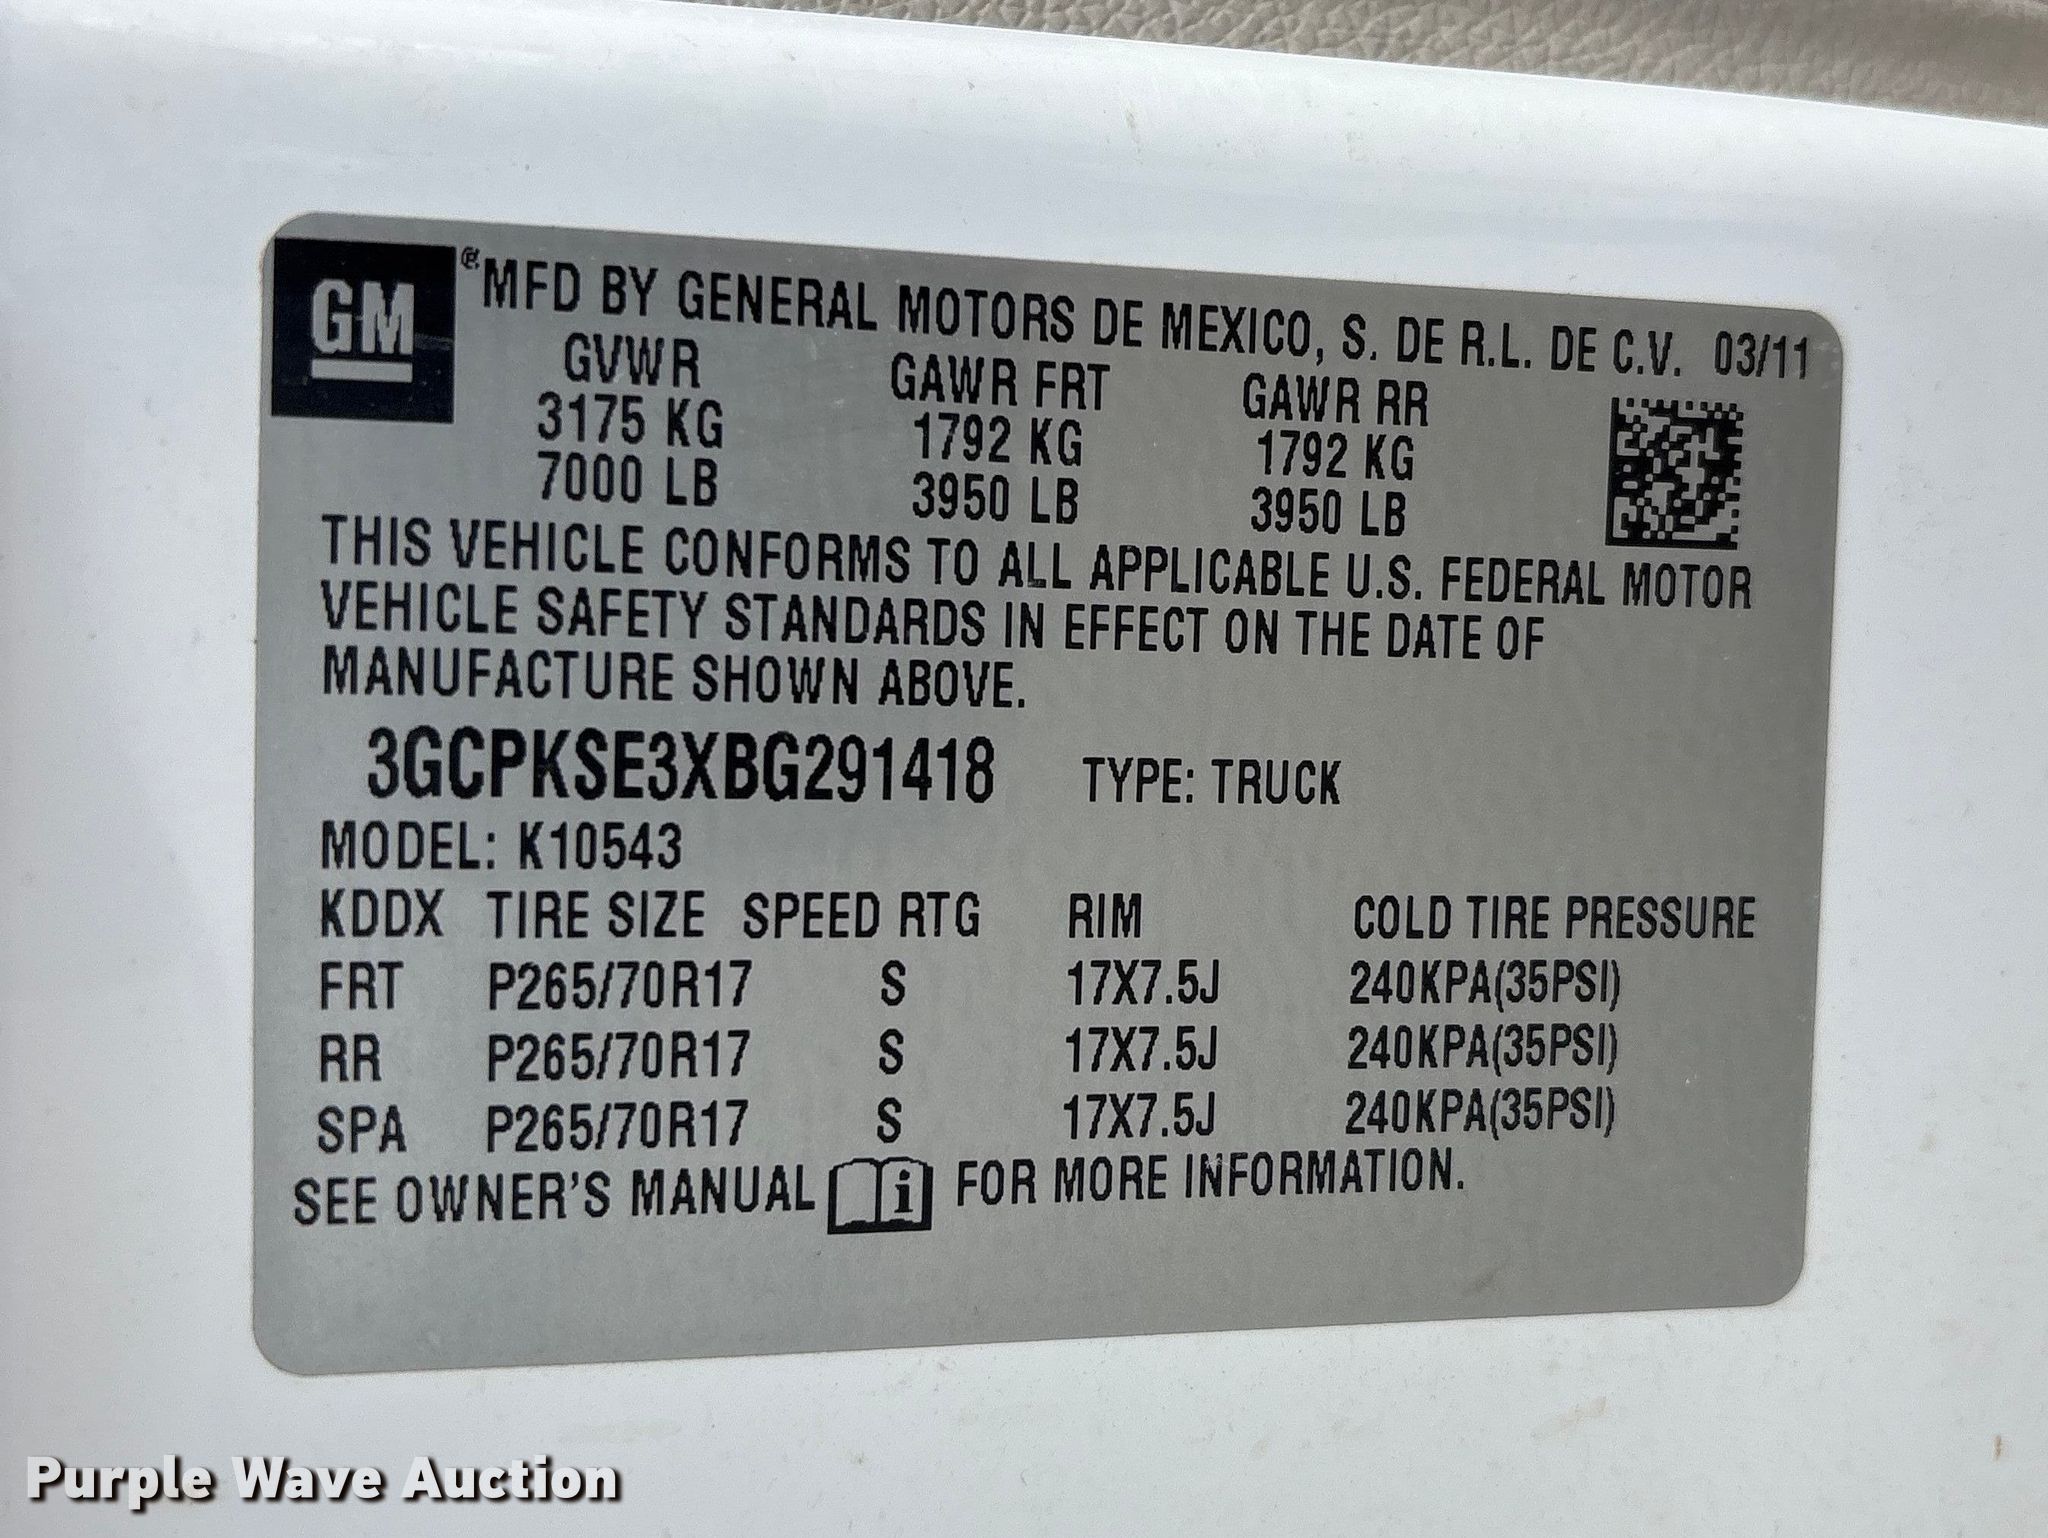 GM ® MFD BY GENERAL MOTORS DE MEXICO, S. DE R.L. DE C.V. 03/11
GVWR GAWR FRT GAWR RR
3175 KG 1792 KG 1792 KG
7000 LB 3950 LB 3950 LB
THIS VEHICLE CONFORMS TO ALL APPLICABLE U.S. FEDERAL MOTOR
VEHICLE SAFETY STANDARDS IN EFFECT ON THE DATE OF
MANUFACTURE SHOWN ABOVE.
3GCPKSE3XBG291418 TYPE: TRUCK
MODEL: K10543
KDDX TIRE SIZE SPEED RTG RIM COLD TIRE PRESSURE
FRT P265/70R17 S 17X7.5J 240KPA(35PSI)
RR P265/70R17 S 17X7.5J 240KPA(35PSI)
SPA P265/70R17 S 17X7.5J 240KPA(35PSI)
SEE OWNER'S MANUAL i FOR MORE INFORMATION.
Purple Wave Auction